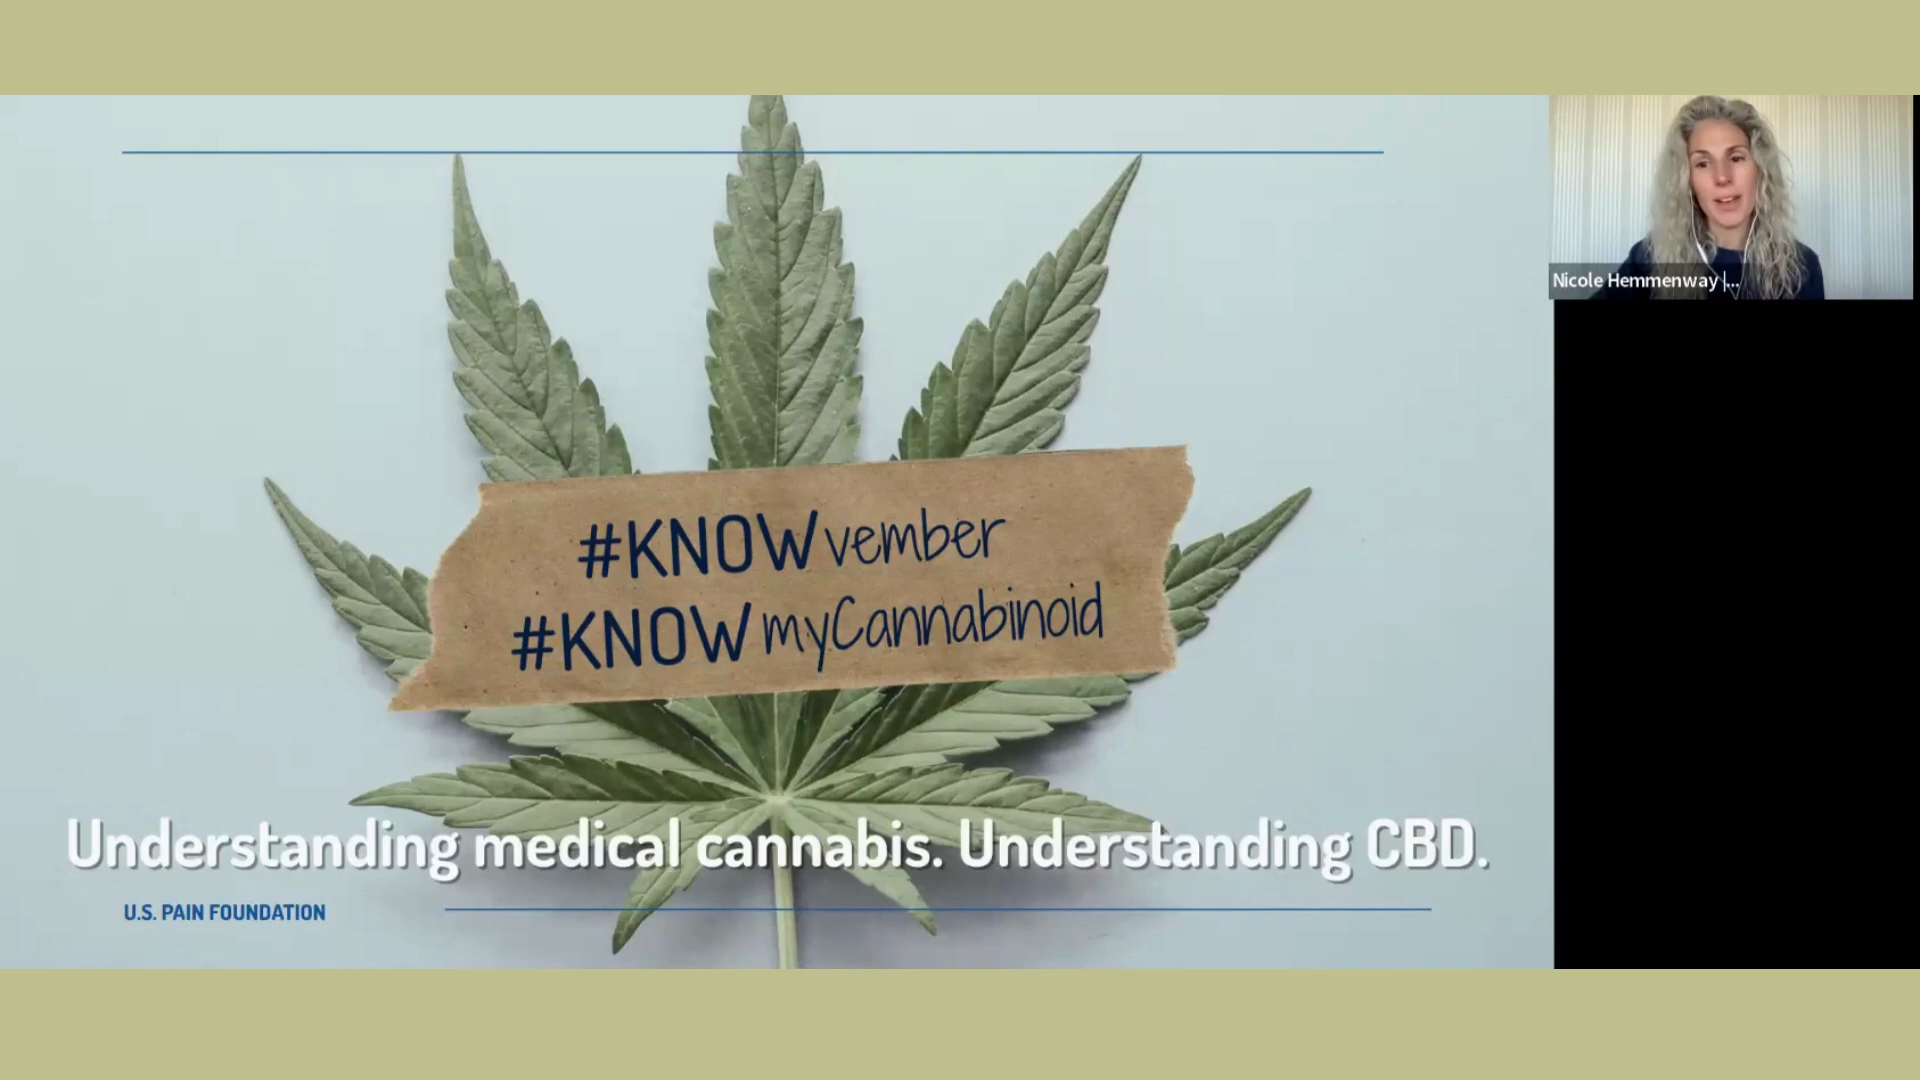 #KNOWvember
#KNOWmyCannabinoid
Understanding medical cannabis. Understanding CBD.
U.S. PAIN FOUNDATION
Nicole Hemmenway |...